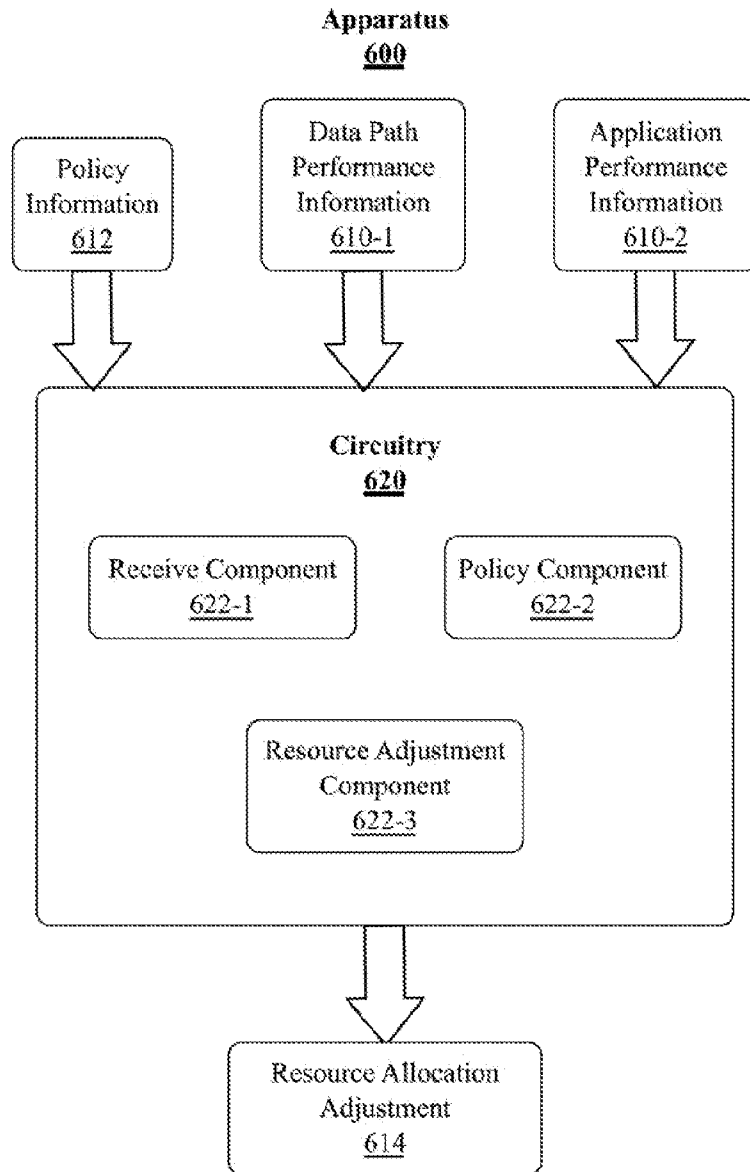 Apparatus
600
Policy
Information
612
Data Path
Performance
Information
610-1
Application
Performance
Information
610-2
Circuitry
620
Receive Component
622-1
Policy Component
622-2
Resource Adjustment
Component
622-3
Resource Allocation
Adjustment
614